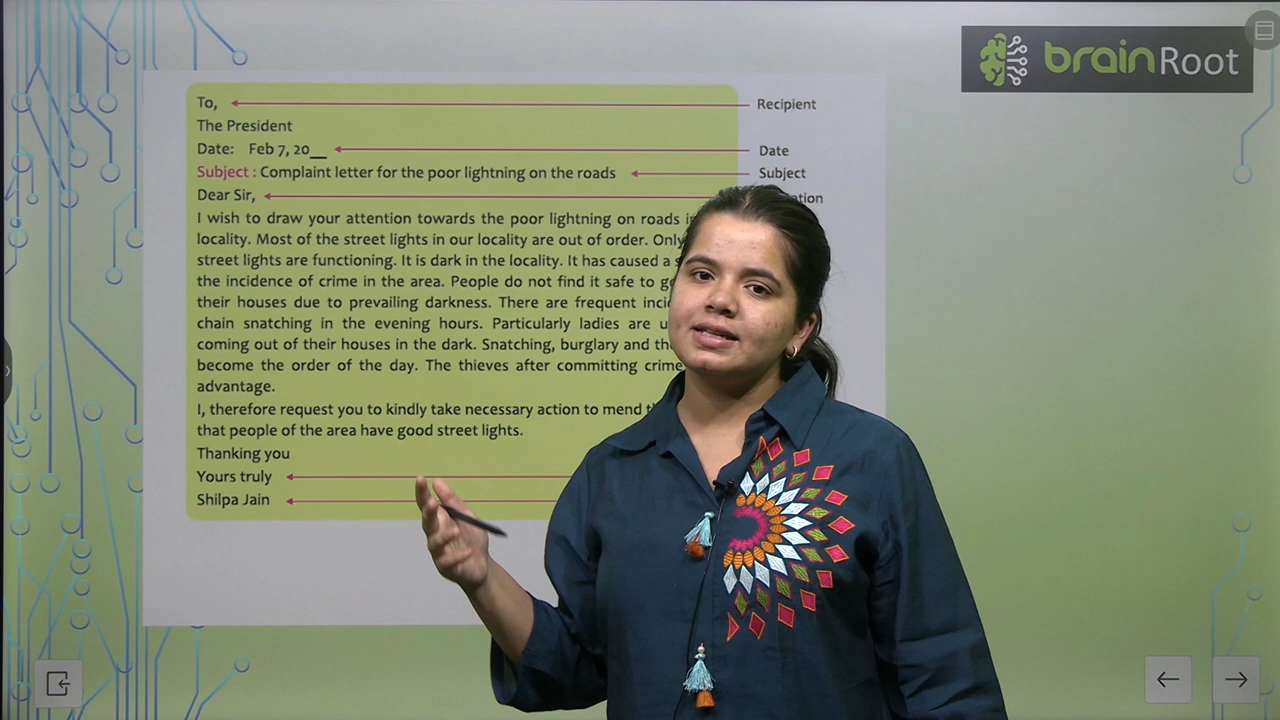 brainRoot
To,
Recipient
The President
Date: Feb 7, 20__
Date
Subject : Complaint letter for the poor lightning on the roads
Subject
Dear Sir,
I wish to draw your attention towards the poor lightning on roads
locality. Most of the street lights in our locality are out of order. Only
street lights are functioning. It is dark in the locality. It has caused a
the incidence of crime in the area. People do not find it safe to
their houses due to prevailing darkness. There are frequent
chain snatching in the evening hours. Particularly ladies are
coming out of their houses in the dark. Snatching, burglary and
become the order of the day. The thieves after committing
advantage.
I, therefore request you to kindly take necessary action to mend
that people of the area have good street lights.
Thanking you
Yours truly
Shilpa Jain